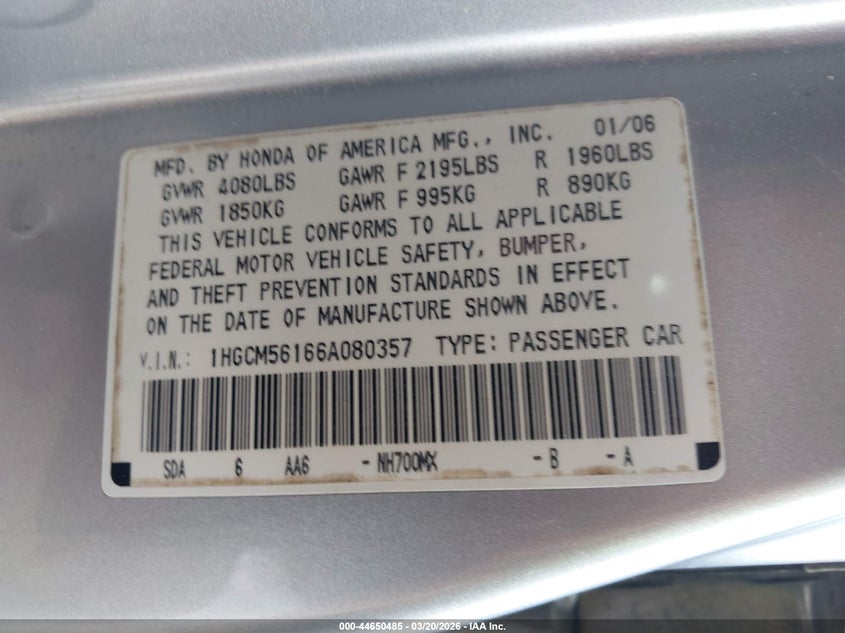 MFD. BY HONDA OF AMERICA MFG., INC. 01/06
GVWR 4080LBS GAWR F 2195LBS R 1960LBS
GVWR 1850KG GAWR F 995KG R 890KG
THIS VEHICLE CONFORMS TO ALL APPLICABLE
FEDERAL MOTOR VEHICLE SAFETY, BUMPER,
AND THEFT PREVENTION STANDARDS IN EFFECT
ON THE DATE OF MANUFACTURE SHOWN ABOVE.
V.I.N.: 1HGCM56166A080357 TYPE: PASSENGER CAR
SDA 6 AA6 - NH700MX - B - A
000-44650485 - 03/20/2026 - IAA Inc.